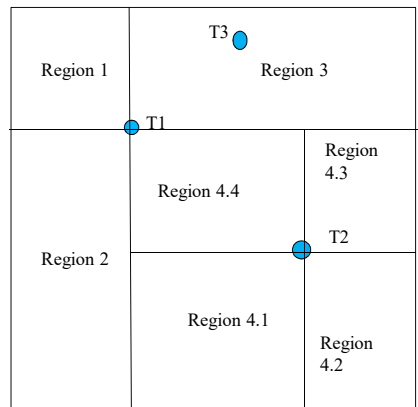 T3
Region 1
Region 3
T1
Region
4.3
Region 4.4
T2
Region 2
Region 4.1
Region
4.2